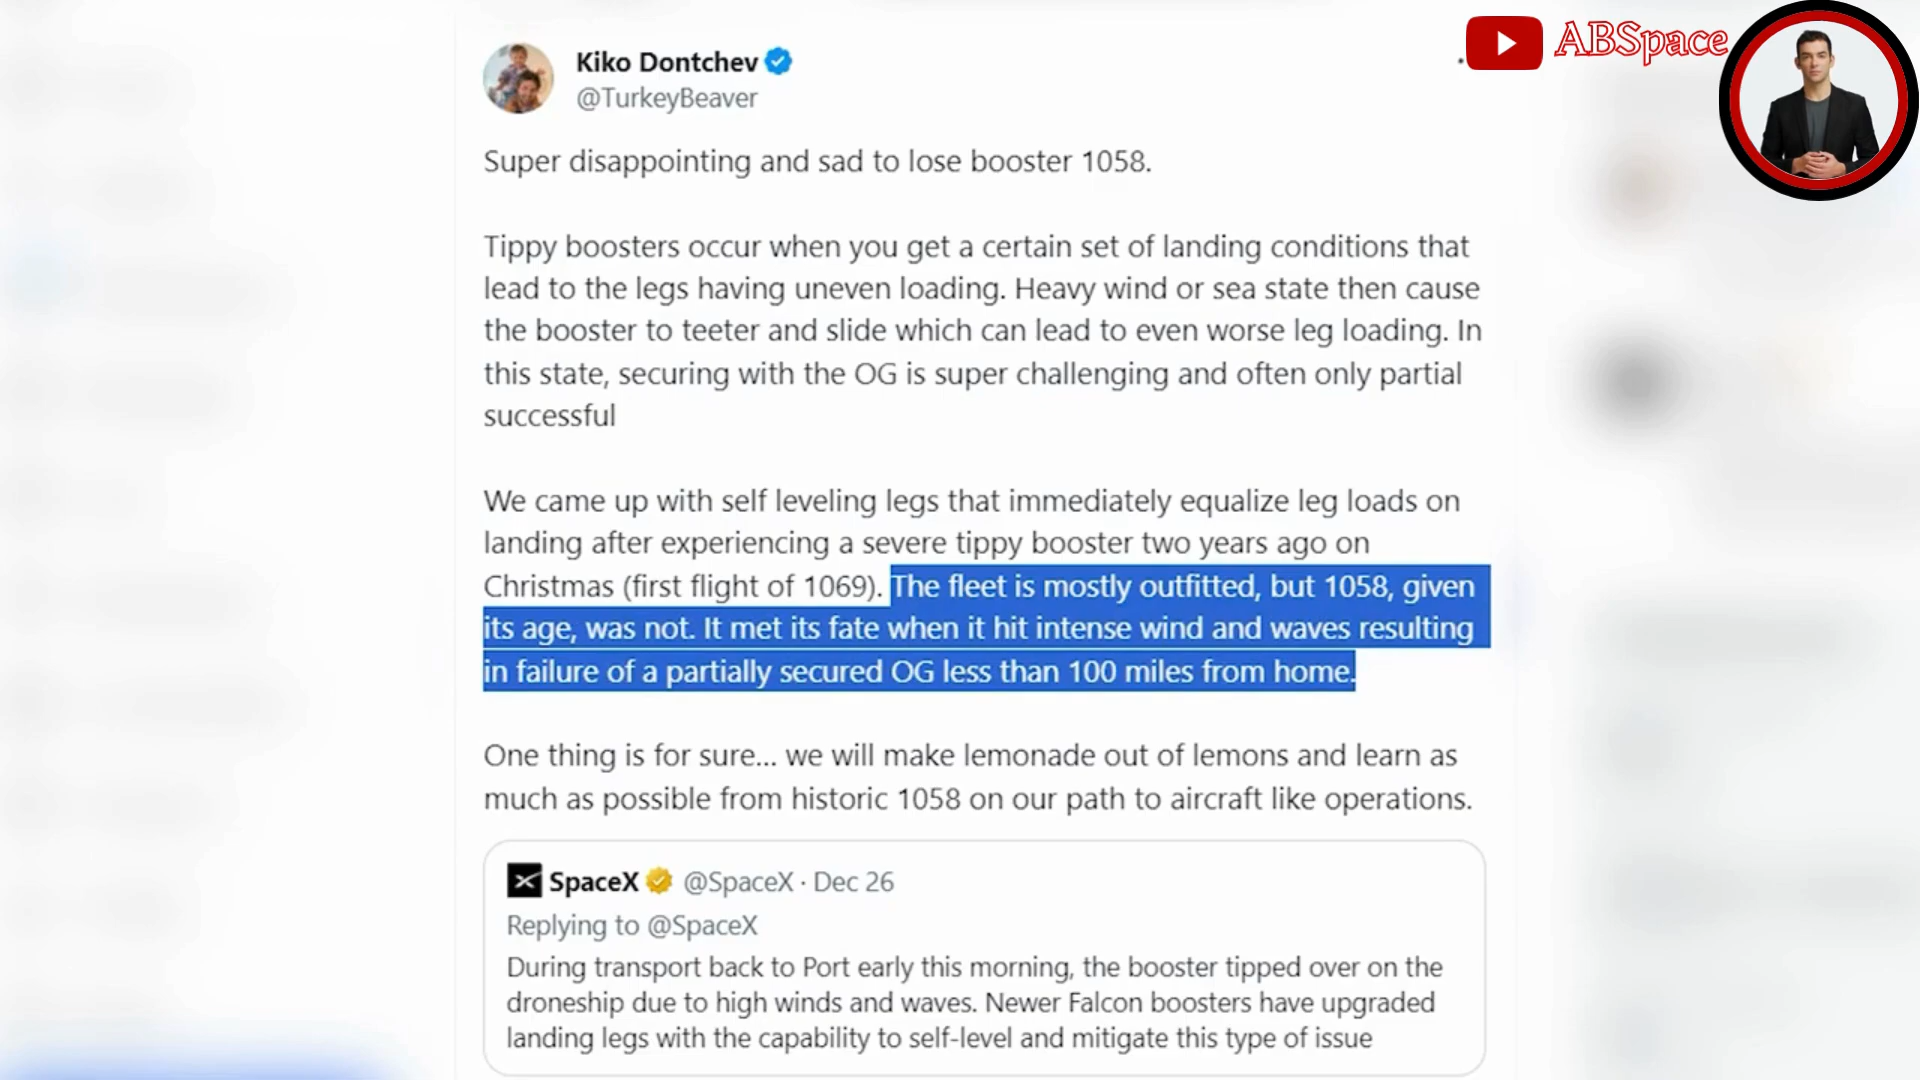 ABSpace
Kiko Dontchev
@TurkeyBeaver
Super disappointing and sad to lose booster 1058.
Tippy boosters occur when you get a certain set of landing conditions that
lead to the legs having uneven loading. Heavy wind or sea state then cause
the booster to teeter and slide which can lead to even worse leg loading. In
this state, securing with the OG is super challenging and often only partial
successful
We came up with self leveling legs that immediately equalize leg loads on
landing after experiencing a severe tippy booster two years ago on
Christmas (first flight of 1069). The fleet is mostly outfitted, but 1058, given
its age, was not. It met its fate when it hit intense wind and waves resulting
in failure of a partially secured OG less than 100 miles from home.
One thing is for sure... we will make lemonade out of lemons and learn as
much as possible from historic 1058 on our path to aircraft like operations.
SpaceX @SpaceX · Dec 26
Replying to @SpaceX
During transport back to Port early this morning, the booster tipped over on the
droneship due to high winds and waves. Newer Falcon boosters have upgraded
landing legs with the capability to self-level and mitigate this type of issue